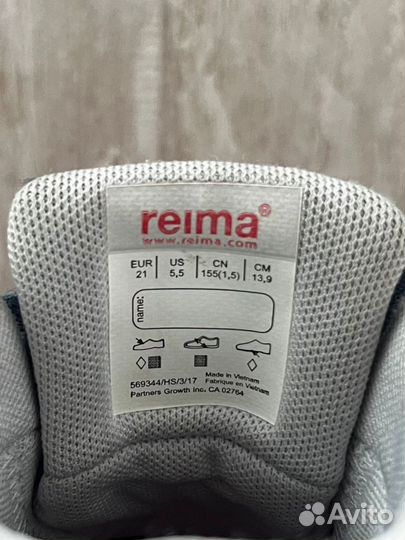 reima®
www.reima.com
EUR US CN CM
21 5,5 155(1,5) 13,9
name:
569344/HS/3/17
Made in Vietnam
Fabriqué en Vietnam
Partners Growth Inc. CA 02764
Avito